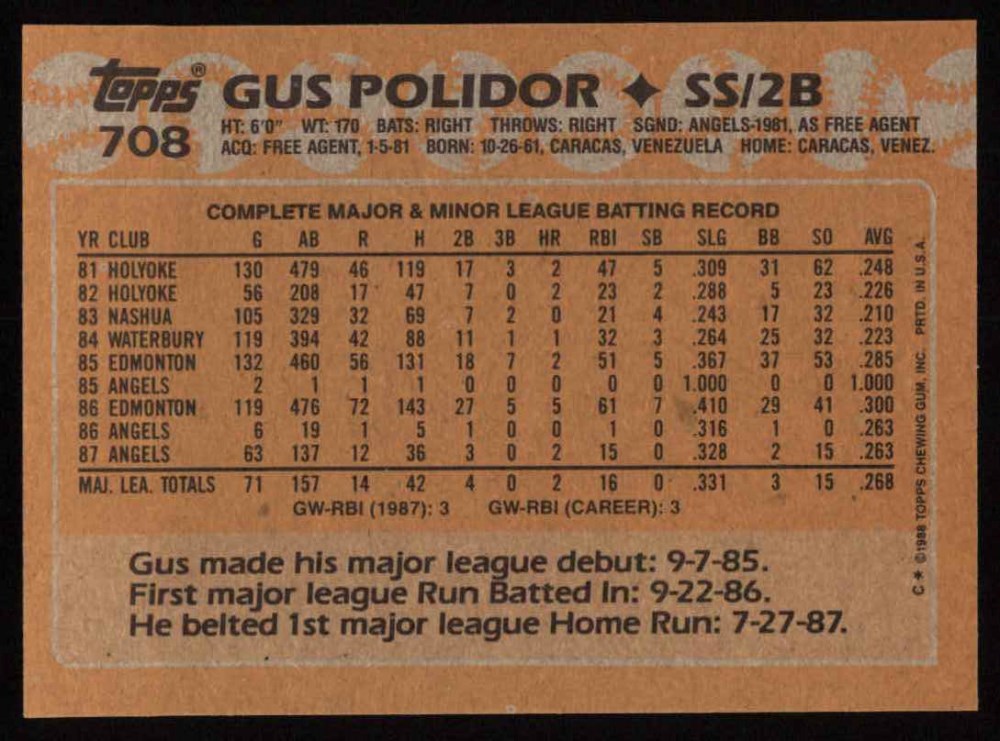 topps® GUS POLIDOR ♦ SS/2B
708 HT: 6'0" WT: 170 BATS: RIGHT THROWS: RIGHT SGND: ANGELS-1981, AS FREE AGENT
ACQ: FREE AGENT, 1-5-81 BORN: 10-26-61, CARACAS, VENEZUELA HOME: CARACAS, VENEZ.
COMPLETE MAJOR & MINOR LEAGUE BATTING RECORD
YR CLUB G AB R H 2B 3B HR RBI SB SLG BB SO AVG
81 HOLYOKE 130 479 46 119 17 3 2 47 5 .309 31 62 .248
82 HOLYOKE 56 208 17 47 7 0 2 23 2 .288 5 23 .226
83 NASHUA 105 329 32 69 7 2 0 21 4 .243 17 32 .210
84 WATERBURY 119 394 42 88 11 1 1 32 3 .264 25 32 .223
85 EDMONTON 132 460 56 131 18 7 2 51 5 .367 37 53 .285
85 ANGELS 2 1 1 1 0 0 0 0 0 1.000 0 0 1.000
86 EDMONTON 119 476 72 143 27 5 5 61 7 .410 29 41 .300
86 ANGELS 6 19 1 5 1 0 0 1 0 .316 1 0 .263
87 ANGELS 63 137 12 36 3 0 2 15 0 .328 2 15 .263
MAJ. LEA. TOTALS 71 157 14 42 4 0 2 16 0 .331 3 15 .268
GW-RBI (1987): 3 GW-RBI (CAREER): 3
Gus made his major league debut: 9-7-85.
First major league Run Batted In: 9-22-86.
He belted 1st major league Home Run: 7-27-87.
C* ©1988 TOPPS CHEWING GUM, INC. PRTD. IN U.S.A.